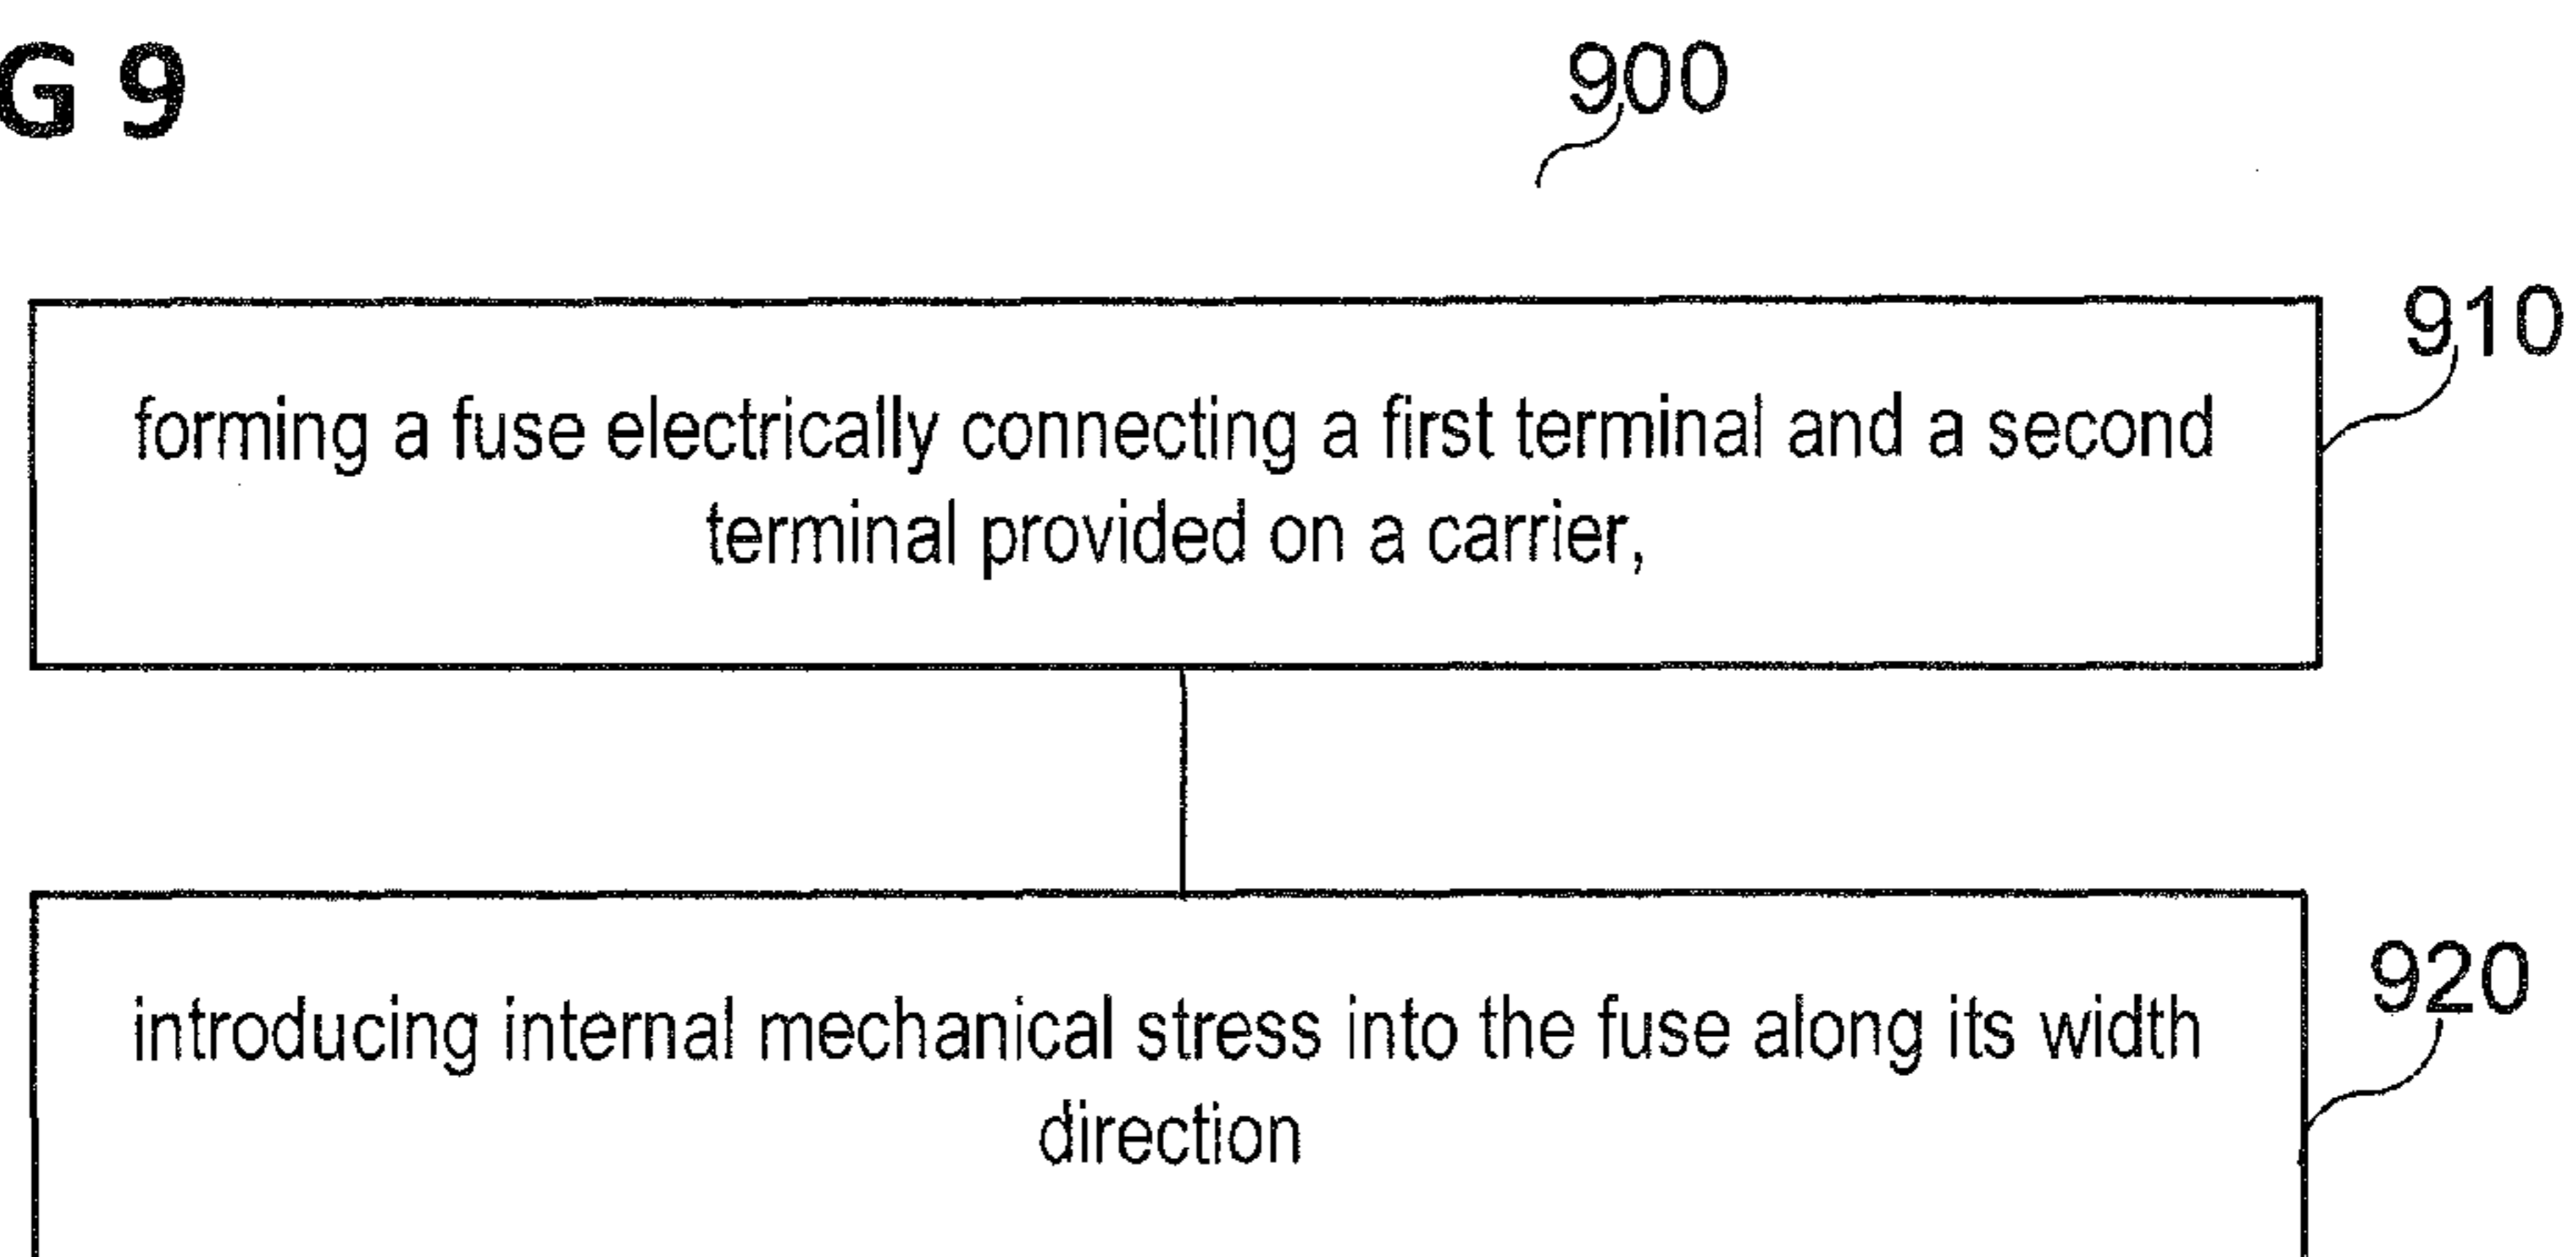 G 9
900
910
forming a fuse electrically connecting a first terminal and a second
terminal provided on a carrier,
920
introducing internal mechanical stress into the fuse along its width
direction